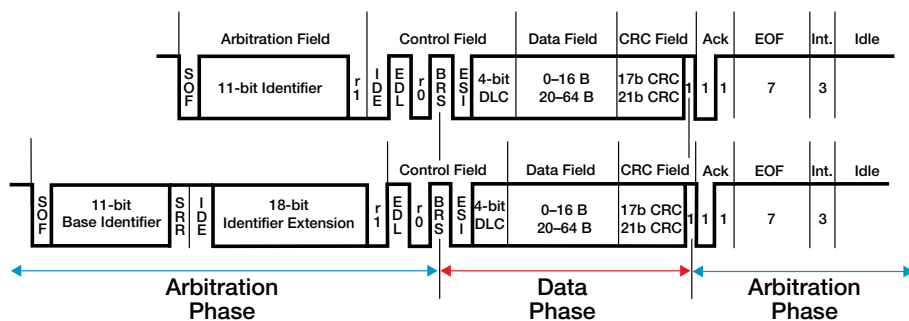 Arbitration Field Control Field Data Field CRC Field Ack EOF Int. Idle
SOF 11-bit Identifier r1 IDE EDL r0 BRS ESI 4-bit DLC 0–16 B 20–64 B 17b CRC 21b CRC 1 1 1 7 3
Control Field Data Field CRC Field Ack EOF Int. Idle
SOF 11-bit Base Identifier SRR IDE 18-bit Identifier Extension r1 EDL r0 BRS ESI 4-bit DLC 0–16 B 20–64 B 17b CRC 21b CRC 1 1 1 7 3
Arbitration Phase Data Phase Arbitration Phase